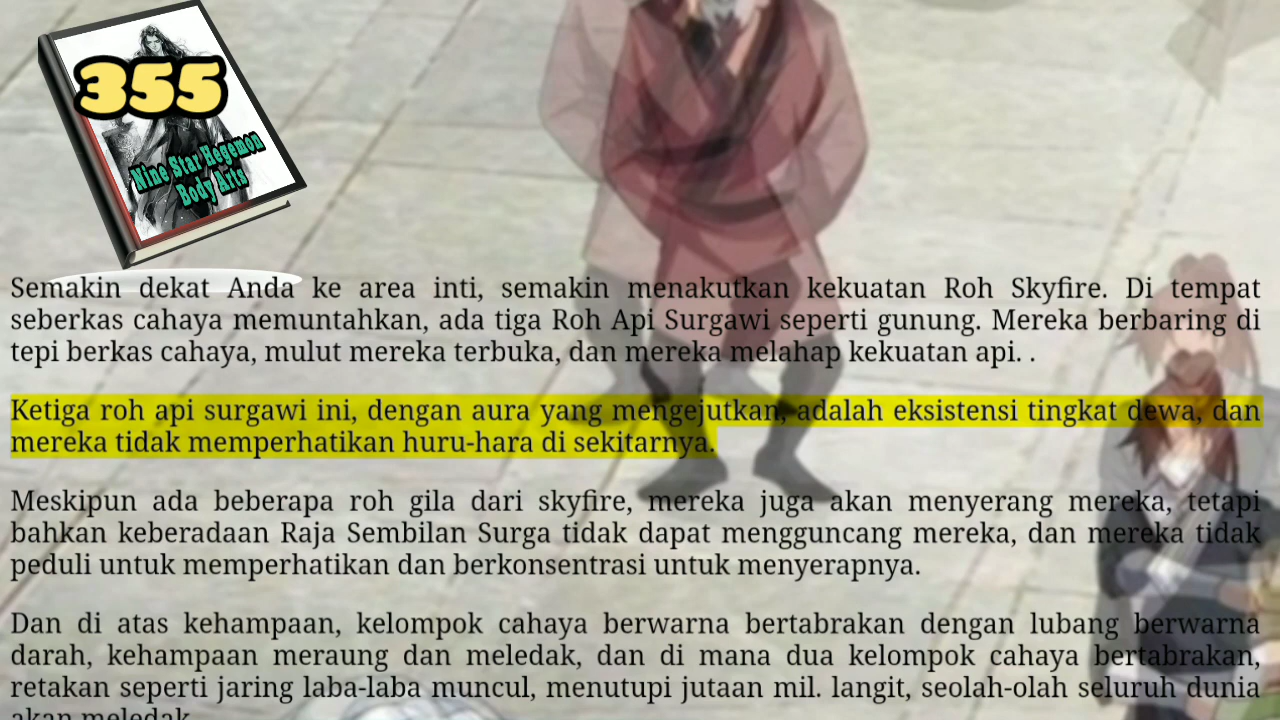 355
Nine Star Hegemon
Body Arts
Semakin dekat Anda ke area inti, semakin menakutkan kekuatan Roh Skyfire. Di tempat
seberkas cahaya memuntahkan, ada tiga Roh Api Surgawi seperti gunung. Mereka berbaring di
tepi berkas cahaya, mulut mereka terbuka, dan mereka melahap kekuatan api. .
Ketiga roh api surgawi ini, dengan aura yang mengejutkan, adalah eksistensi tingkat dewa, dan
mereka tidak memperhatikan huru-hara di sekitarnya.
Meskipun ada beberapa roh gila dari skyfire, mereka juga akan menyerang mereka, tetapi
bahkan keberadaan Raja Sembilan Surga tidak dapat mengguncang mereka, dan mereka tidak
peduli untuk memperhatikan dan berkonsentrasi untuk menyerapnya.
Dan di atas kehampaan, kelompok cahaya berwarna bertabrakan dengan lubang berwarna
darah, kehampaan meraung dan meledak, dan di mana dua kelompok cahaya bertabrakan,
retakan seperti jaring laba-laba muncul, menutupi jutaan mil. langit, seolah-olah seluruh dunia
akan meledak